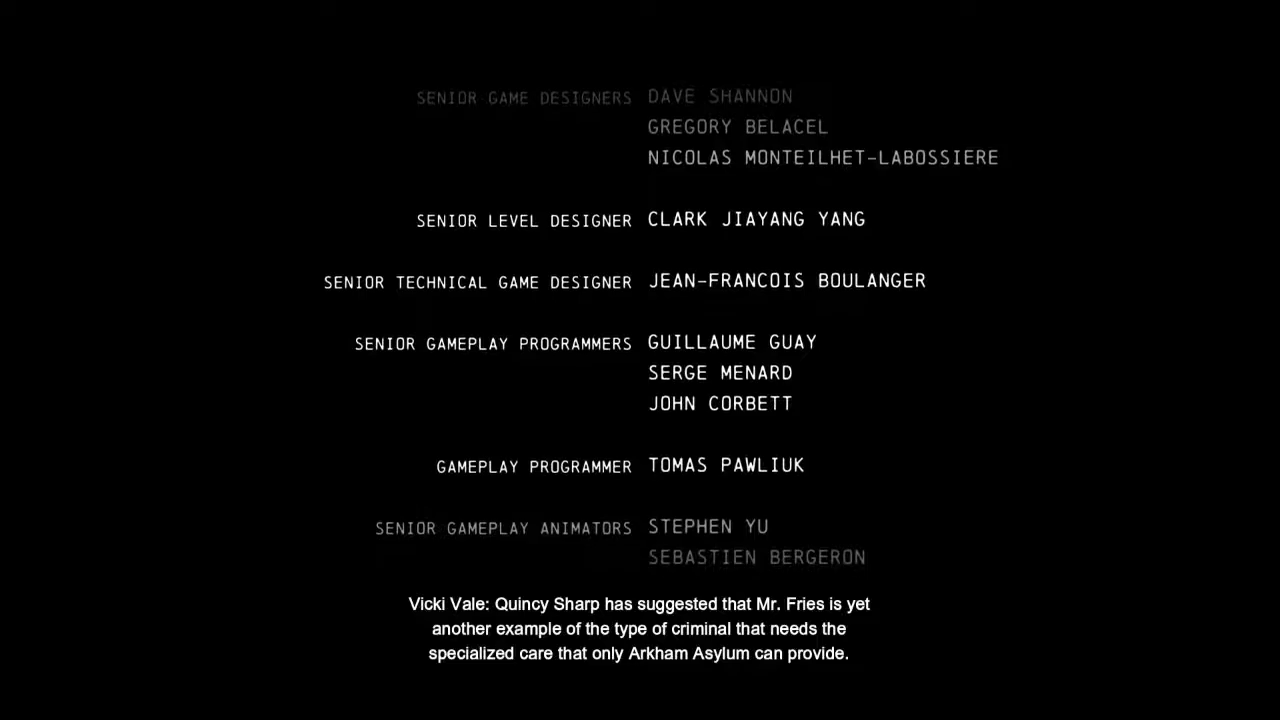 SENIOR GAME DESIGNERS DAVE SHANNON
GREGORY BELACEL
NICOLAS MONTEILHET-LABOSSIERE
SENIOR LEVEL DESIGNER CLARK JIAYANG YANG
SENIOR TECHNICAL GAME DESIGNER JEAN-FRANCOIS BOULANGER
SENIOR GAMEPLAY PROGRAMMERS GUILLAUME GUAY
SERGE MENARD
JOHN CORBETT
GAMEPLAY PROGRAMMER TOMAS PAWLIUK
SENIOR GAMEPLAY ANIMATORS STEPHEN YU
SEBASTIEN BERGERON
Vicki Vale: Quincy Sharp has suggested that Mr. Fries is yet
another example of the type of criminal that needs the
specialized care that only Arkham Asylum can provide.